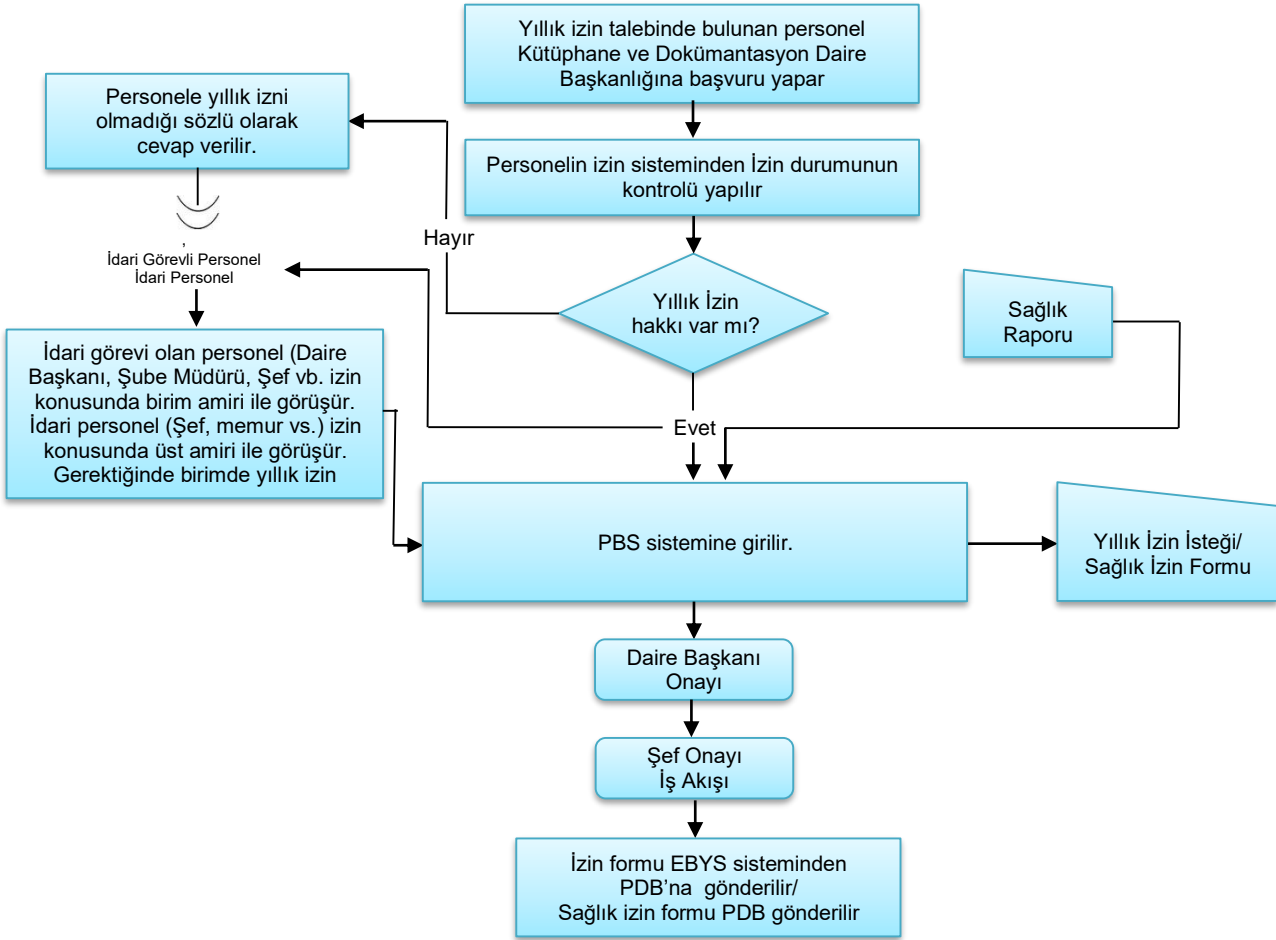 Yıllık izin talebinde bulunan personel
Kütüphane ve Dokümantasyon Daire
Başkanlığına başvuru yapar
Personele yıllık izni
olmadığı sözlü olarak
cevap verilir.
Personelin izin sisteminden İzin durumunun
kontrolü yapılır
Hayır
,
İdari Görevli Personel
İdari Personel
Yıllık İzin
hakkı var mı?
Sağlık
Raporu
İdari görevi olan personel (Daire
Başkanı, Şube Müdürü, Şef vb. izin
konusunda birim amiri ile görüşür.
İdari personel (Şef, memur vs.) izin
konusunda üst amiri ile görüşür.
Gerektiğinde birimde yıllık izin
Evet
PBS sistemine girilir.
Yıllık İzin İsteği/
Sağlık İzin Formu
Daire Başkanı
Onayı
Şef Onayı
İş Akışı
İzin formu EBYS sisteminden
PDB’na gönderilir/
Sağlık izin formu PDB gönderilir